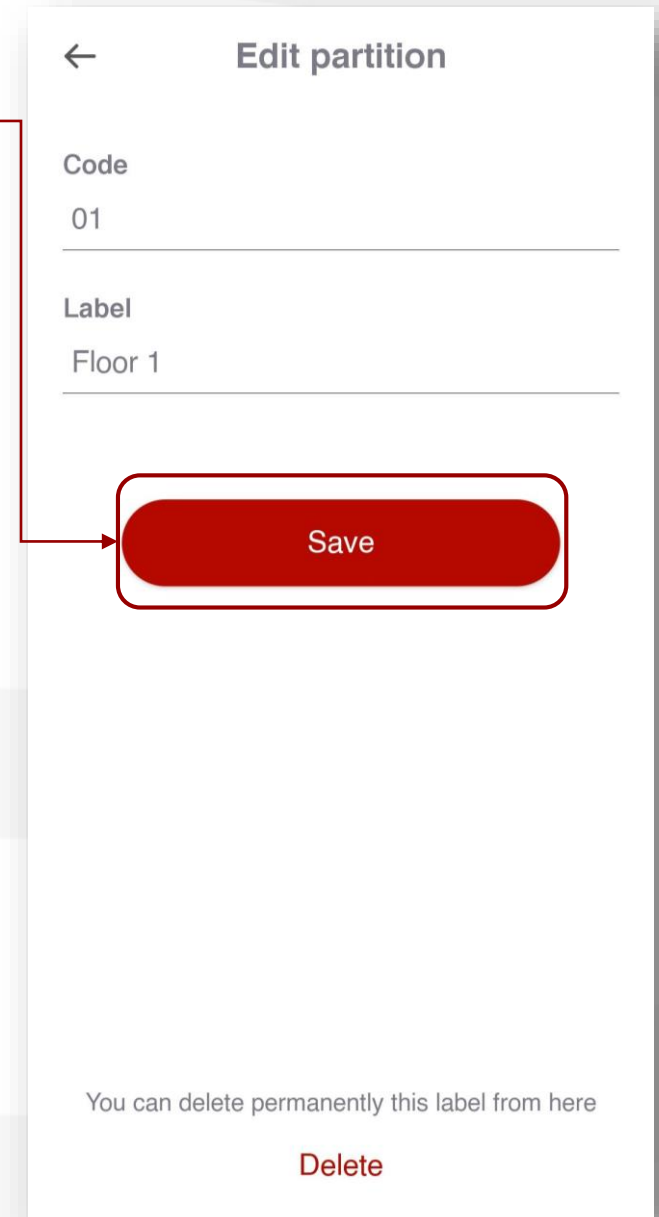 Edit partition
Code
01
Label
Floor 1
Save
You can delete permanently this label from here
Delete